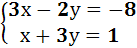 3x − 2y = −8
x + 3y = 1